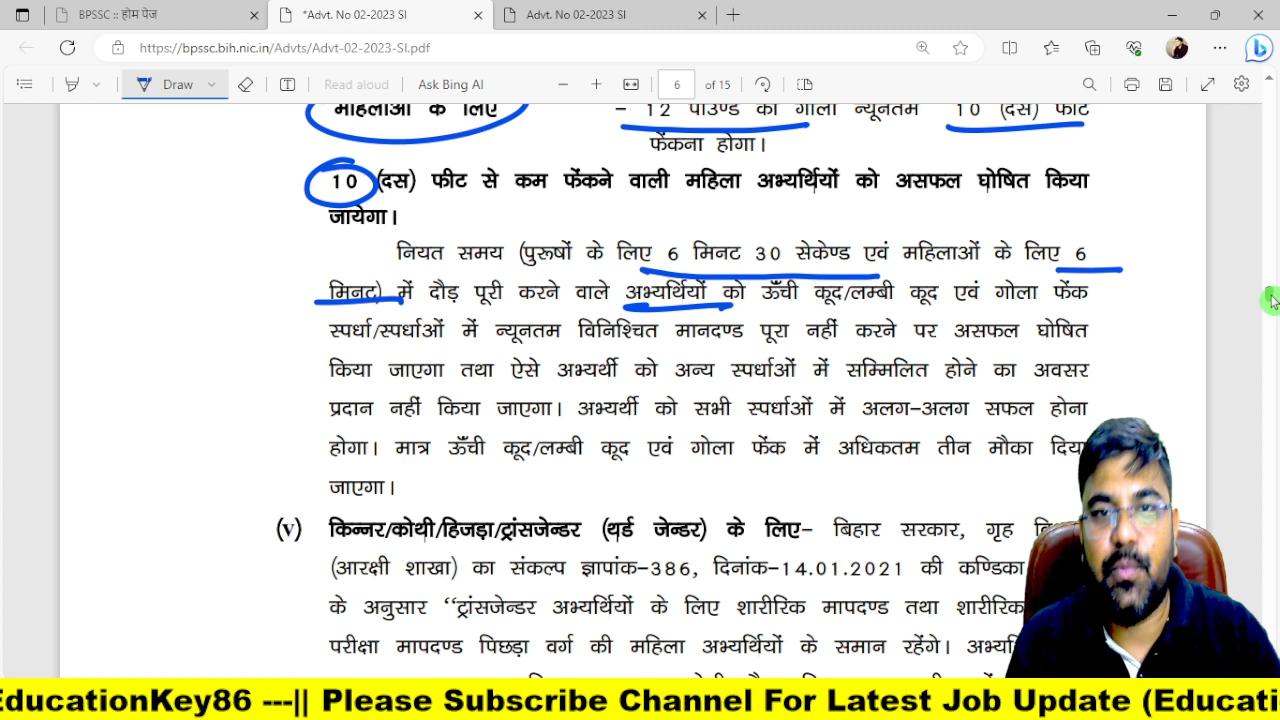 BPSSC :: होम पेज
*Advt. No 02-2023 SI
Advt. No 02-2023 SI
https://bpssc.bih.nic.in/Advts/Advt-02-2023-SI.pdf
Draw
Read aloud
Ask Bing AI
6
of 15
महिलाओं के लिए – 12 पाउण्ड का गोला न्यूनतम 10 (दस) फीट
फेंकना होगा।
10 (दस) फीट से कम फेंकने वाली महिला अभ्यर्थियों को असफल घोषित किया
जायेगा।
नियत समय (पुरूषों के लिए 6 मिनट 30 सेकेण्ड एवं महिलाओं के लिए 6
मिनट) में दौड़ पूरी करने वाले अभ्यर्थियों को ऊँची कूद/लम्बी कूद एवं गोला फेंक
स्पर्धा/स्पर्धाओं में न्यूनतम विनिश्चित मानदण्ड पूरा नहीं करने पर असफल घोषित
किया जाएगा तथा ऐसे अभ्यर्थी को अन्य स्पर्धाओं में सम्मिलित होने का अवसर
प्रदान नहीं किया जाएगा। अभ्यर्थी को सभी स्पर्धाओं में अलग-अलग सफल होना
होगा। मात्र ऊँची कूद/लम्बी कूद एवं गोला फेंक में अधिकतम तीन मौका दिया
जाएगा।
(v) किन्नर/कोथी/हिजड़ा/ट्रांसजेन्डर (थर्ड जेन्डर) के लिए– बिहार सरकार, गृह
(आरक्षी शाखा) का संकल्प ज्ञापांक-386, दिनांक-14.01.2021 की कण्डिका
के अनुसार ‘‘ट्रांसजेन्डर अभ्यर्थियों के लिए शारीरिक मापदण्ड तथा शारीरिक
परीक्षा मापदण्ड पिछड़ा वर्ग की महिला अभ्यर्थियों के समान रहेंगे।
EducationKey86 ---|| Please Subscribe Channel For Latest Job Update (Educati